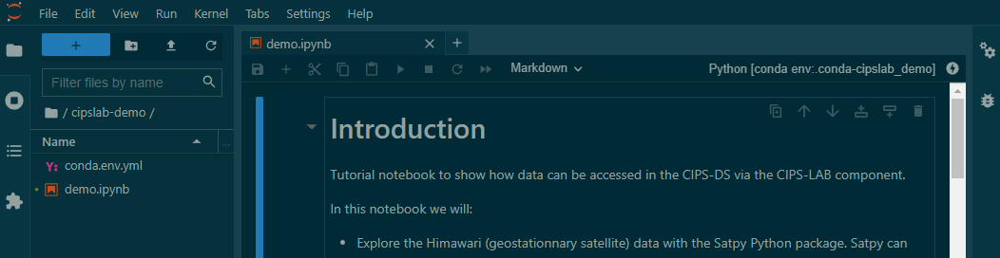 File Edit View Run Kernel Tabs Settings Help
demo.ipynb
Filter files by name
Markdown
Python [conda env:.conda-cipslab_demo]
/ cipslab-demo /
Name
Y: conda.env.yml
demo.ipynb
Introduction
Tutorial notebook to show how data can be accessed in the CIPS-DS via the CIPS-LAB component.
In this notebook we will:
• Explore the Himawari (geostationnary satellite) data with the Satpy Python package. Satpy can